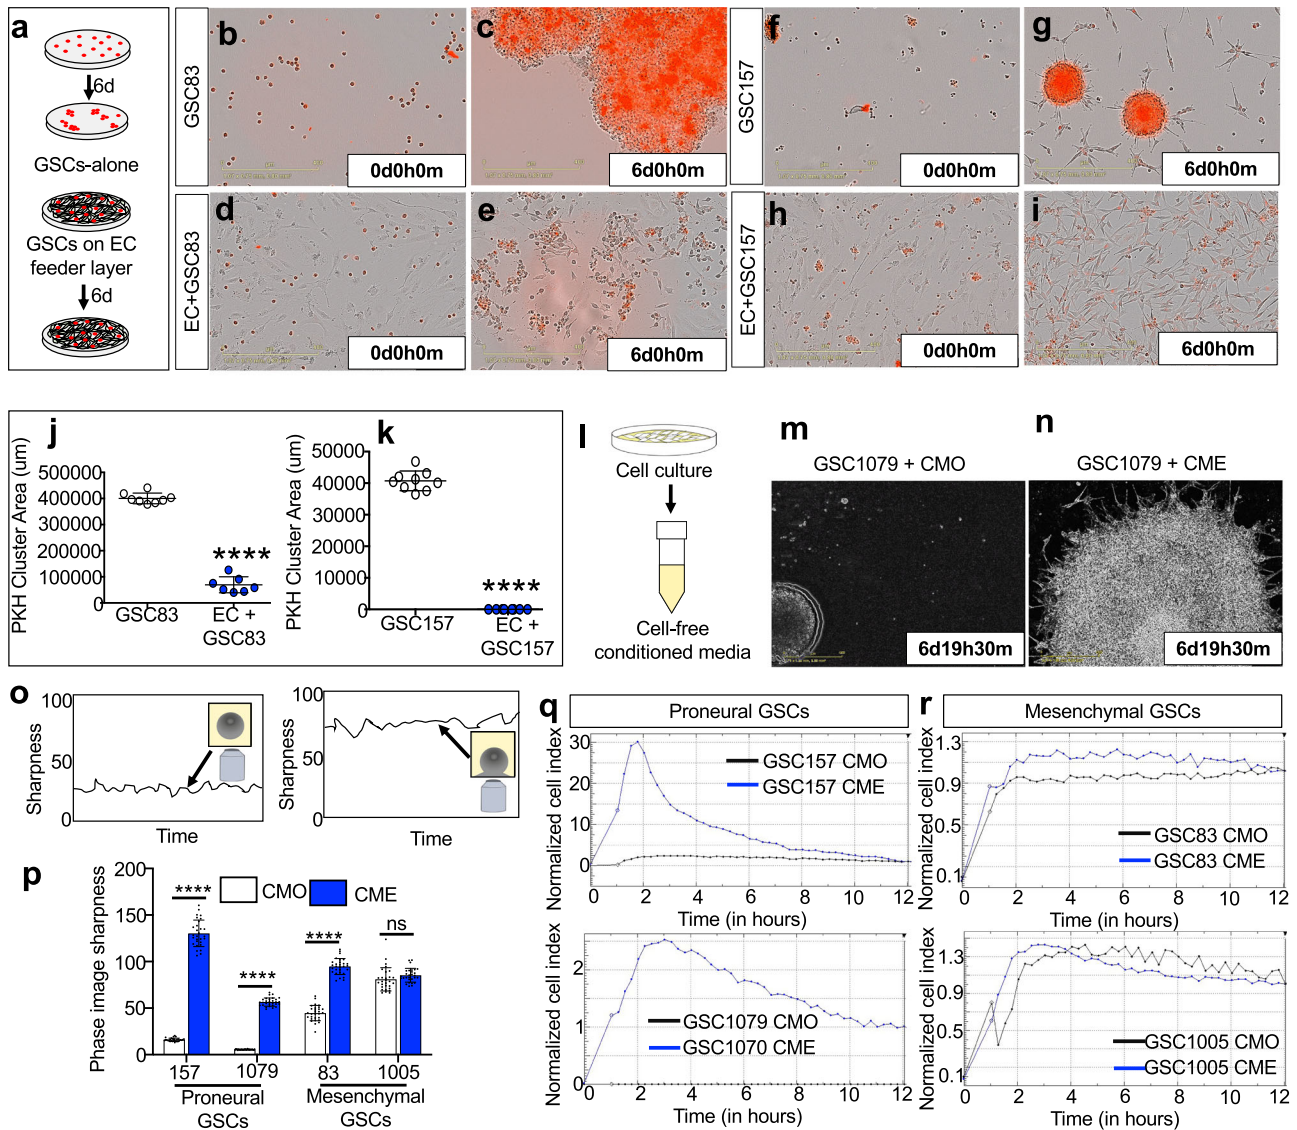 a
6d
GSCs-alone
GSCs on EC
feeder layer
6d
GSC83
b
0d0h0m
c
6d0h0m
EC+GSC83
d
0d0h0m
e
6d0h0m
GSC157
f
0d0h0m
g
6d0h0m
EC+GSC157
h
0d0h0m
i
6d0h0m
j
PKH Cluster Area (um)
500000
400000
300000
200000
100000
0
****
GSC83
EC +
GSC83
k
PKH Cluster Area (um)
50000
40000
30000
20000
10000
0
****
GSC157
EC +
GSC157
l
Cell culture
Cell-free
conditioned media
m
GSC1079 + CMO
6d19h30m
n
GSC1079 + CME
6d19h30m
o
Sharpness
100
50
0
Time
Sharpness
100
50
0
Time
p
Phase image sharpness
200
150
100
50
0
CMO
CME
****
****
****
ns
157
1079
83
1005
Proneural
GSCs
Mesenchymal
GSCs
q
Proneural GSCs
Normalized cell index
30
20
10
0
GSC157 CMO
GSC157 CME
0 2 4 6 8 10 12
Time (in hours)
Normalized cell index
2
1
0
GSC1079 CMO
GSC1070 CME
0 2 4 6 8 10 12
Time (in hours)
r
Mesenchymal GSCs
Normalized cell index
1.3
0.9
0.5
0.1
GSC83 CMO
GSC83 CME
0 2 4 6 8 10 12
Time (in hours)
Normalized cell index
1.3
0.9
0.5
0.1
GSC1005 CMO
GSC1005 CME
0 2 4 6 8 10 12
Time (in hours)